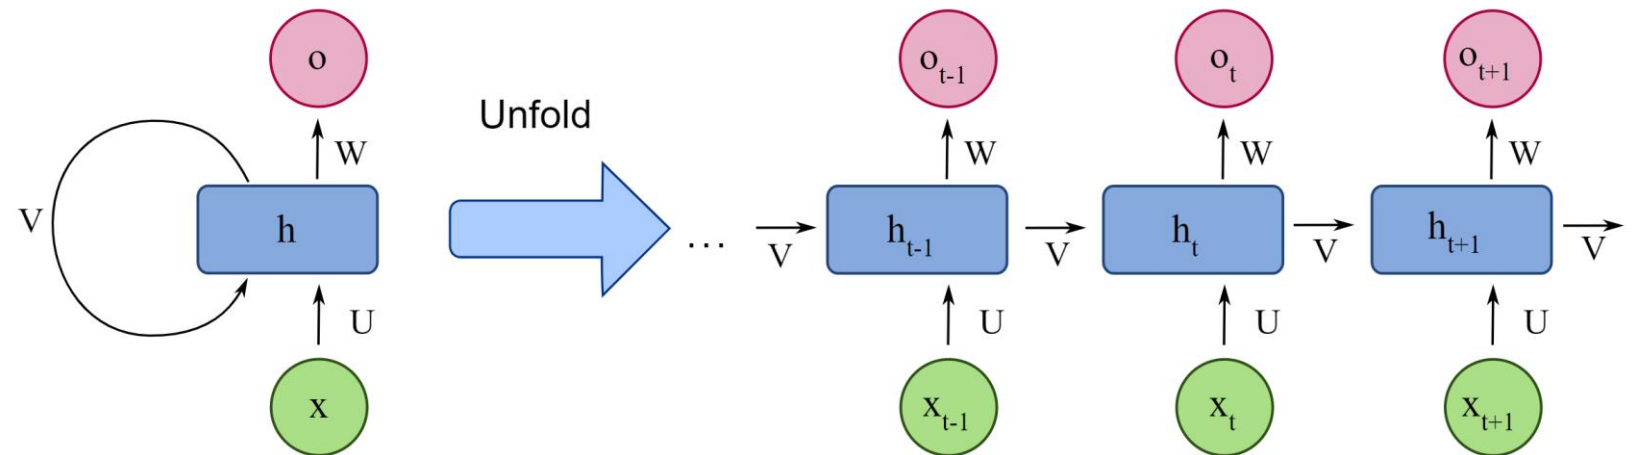 o
o_{t-1}
o_t
o_{t+1}
Unfold
W
W
W
W
V
h
...
V
h_{t-1}
V
h_t
V
h_{t+1}
V
U
U
U
U
x
x_{t-1}
x_t
x_{t+1}